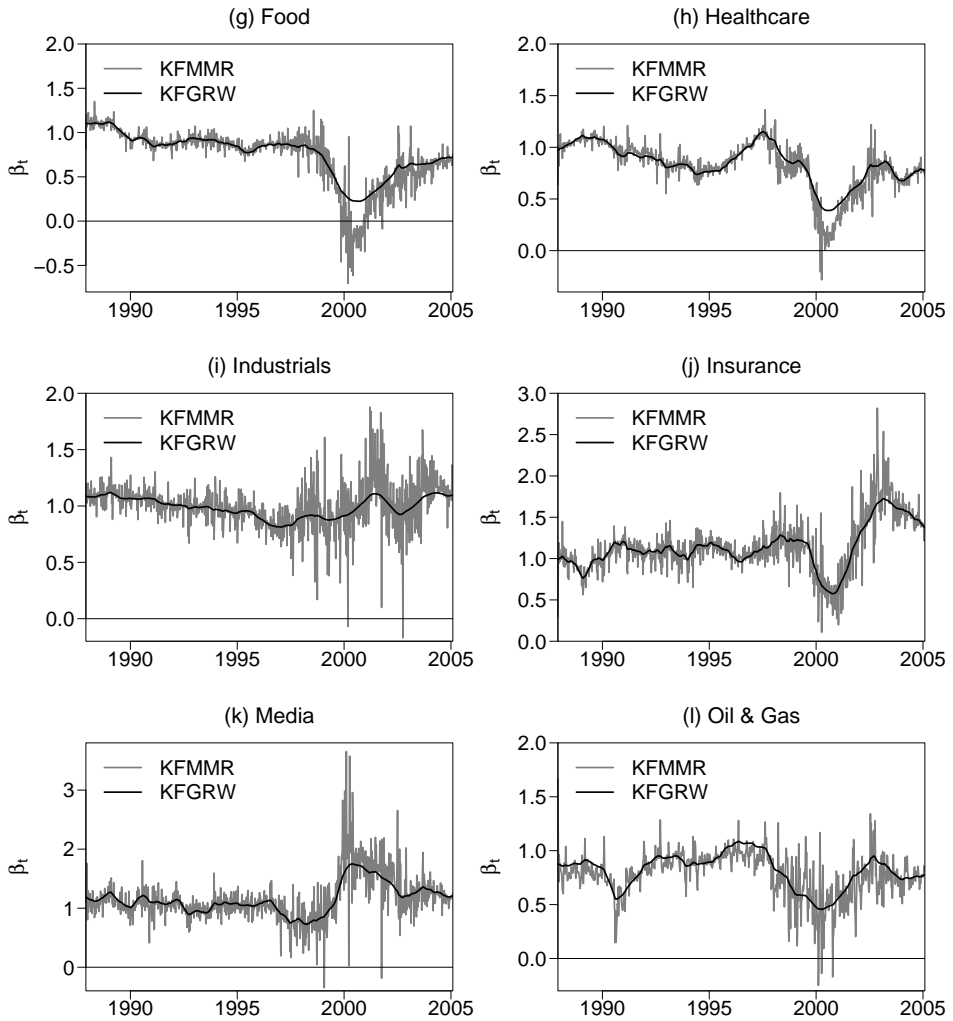 (g) Food
2.0
1.5
1.0
0.5
0.0
−0.5
βt
KFMMR
KFGRW
1990
1995
2000
2005
(h) Healthcare
2.0
1.5
1.0
0.5
0.0
βt
KFMMR
KFGRW
1990
1995
2000
2005
(i) Industrials
2.0
1.5
1.0
0.5
0.0
βt
KFMMR
KFGRW
1990
1995
2000
2005
(j) Insurance
3.0
2.5
2.0
1.5
1.0
0.5
0.0
βt
KFMMR
KFGRW
1990
1995
2000
2005
(k) Media
3
2
1
0
βt
KFMMR
KFGRW
1990
1995
2000
2005
(l) Oil & Gas
2.0
1.5
1.0
0.5
0.0
βt
KFMMR
KFGRW
1990
1995
2000
2005